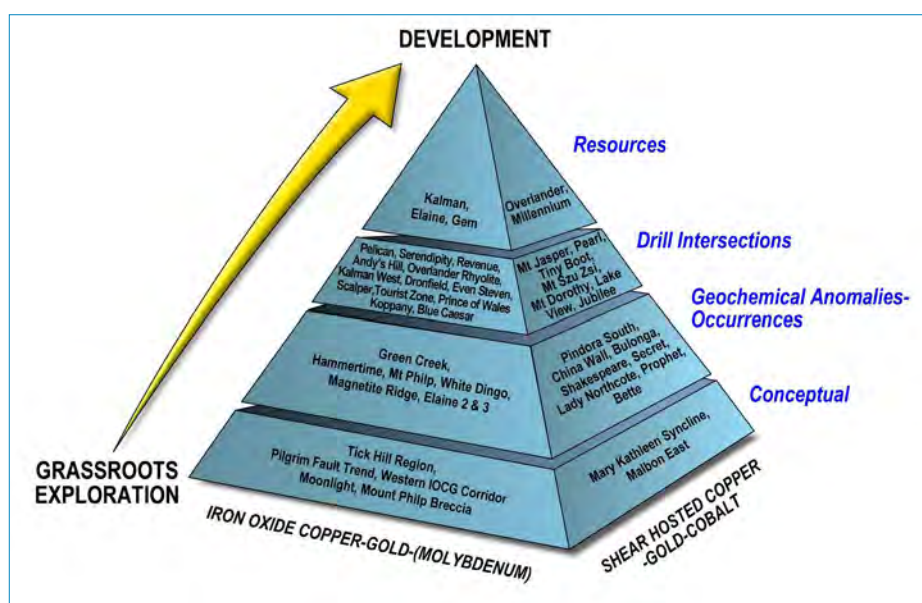 DEVELOPMENT
Resources
Kalman,
Elaine, Gem
Overlander,
Millennium
Drill Intersections
Pelican, Serendipity, Revenue,
Andy's Hill, Overlander Rhyolite,
Kalman West, Dronfield, Even Steven,
Scalper,Tourist Zone, Prince of Wales
Koppany, Blue Caesar
Mt Jasper, Pearl,
Tiny Boot,
Mt Szu Zsi,
Mt Dorothy, Lake
View, Jubilee
Geochemical Anomalies-
Occurrences
Green Creek,
Hammertime, Mt Philp, White Dingo,
Magnetite Ridge, Elaine 2 & 3
Pindora South,
China Wall, Bulonga,
Shakespeare, Secret,
Lady Northcote, Prophet,
Bette
Conceptual
Tick Hill Region,
Pilgrim Fault Trend, Western IOCG Corridor
Moonlight, Mount Philp Breccia
Mary Kathleen Syncline,
Malbon East
GRASSROOTS
EXPLORATION
IRON OXIDE COPPER-GOLD-(MOLYBDENUM)
SHEAR HOSTED COPPER
-GOLD-COBALT